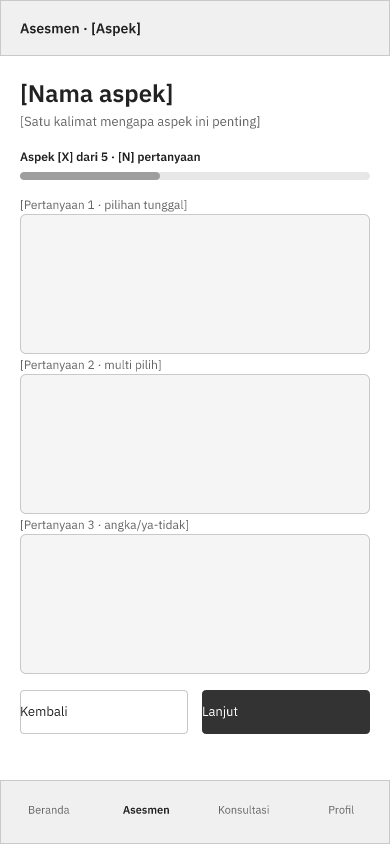 Asesmen · [Aspek]
[Nama aspek]
[Satu kalimat mengapa aspek ini penting]
Aspek [X] dari 5 · [N] pertanyaan
[Pertanyaan 1 · pilihan tunggal]
[Pertanyaan 2 · multi pilih]
[Pertanyaan 3 · angka/ya-tidak]
Kembali
Lanjut
Beranda
Asesmen
Konsultasi
Profil